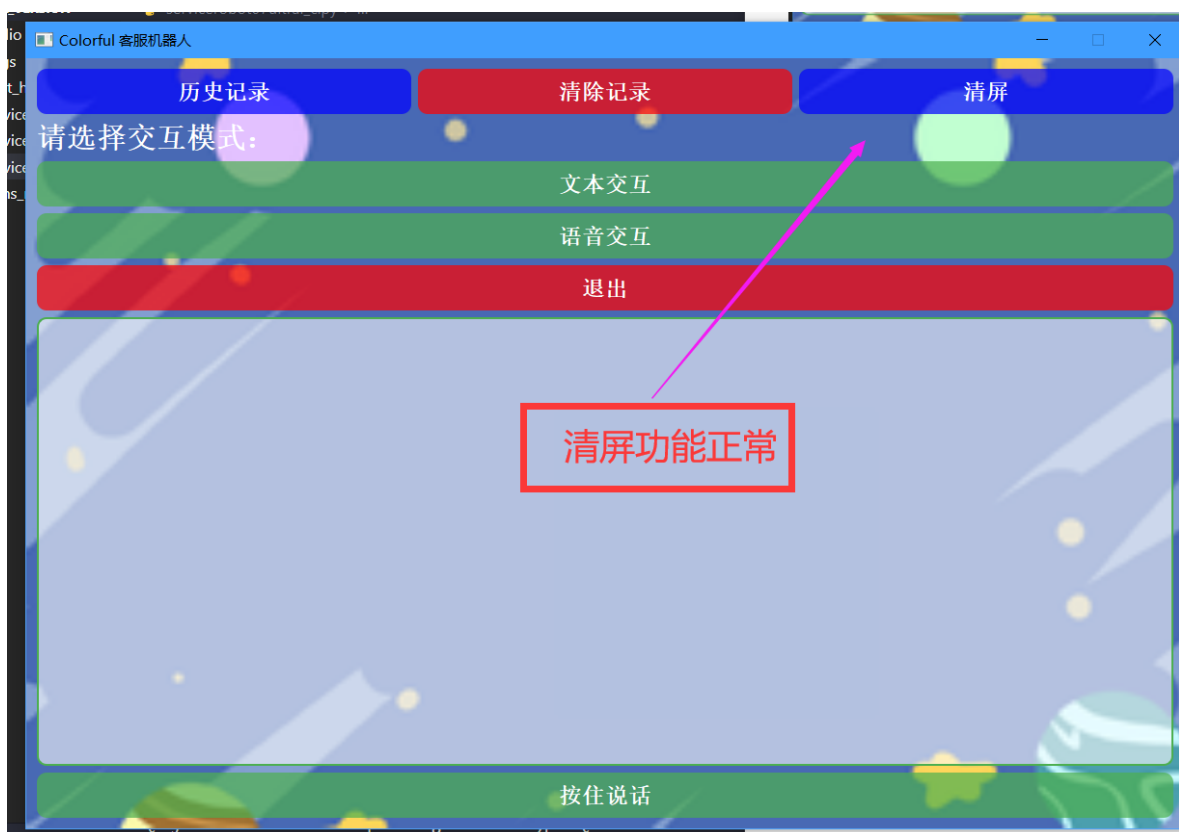 Colorful 客服机器人
历史记录
清除记录
清屏
请选择交互模式：
文本交互
语音交互
退出
清屏功能正常
按住说话